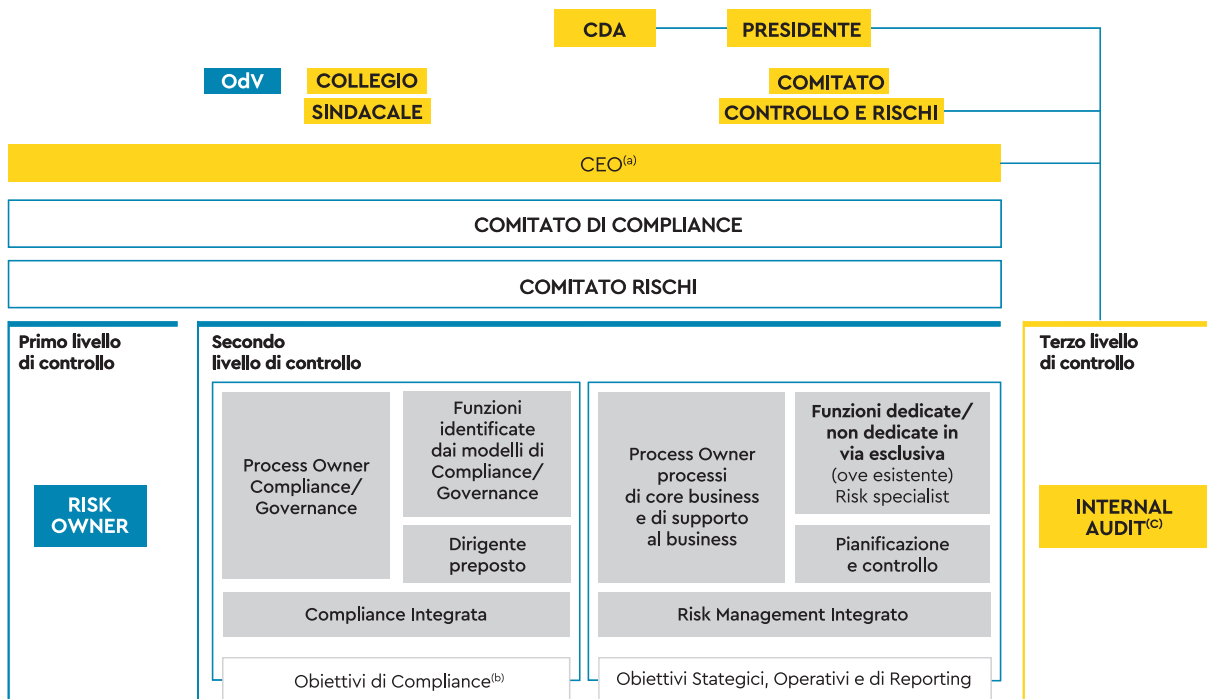 CDA
PRESIDENTE
OdV
COLLEGIO
SINDACALE
COMITATO
CONTROLLO E RISCHI
CEO(a)
COMITATO DI COMPLIANCE
COMITATO RISCHI
Primo livello
di controllo
RISK
OWNER
Secondo
livello di controllo
Process Owner
Compliance/
Governance
Funzioni
identificate
dai modelli di
Compliance/
Governance
Dirigente
preposto
Compliance Integrata
Obiettivi di Compliance(b)
Process Owner
processi
di core business
e di supporto
al business
Funzioni dedicate/
non dedicate in
via esclusiva
(ove esistente)
Risk specialist
Pianificazione
e controllo
Risk Management Integrato
Obiettivi Stategici, Operativi e di Reporting
Terzo livello
di controllo
INTERNAL
AUDIT(C)